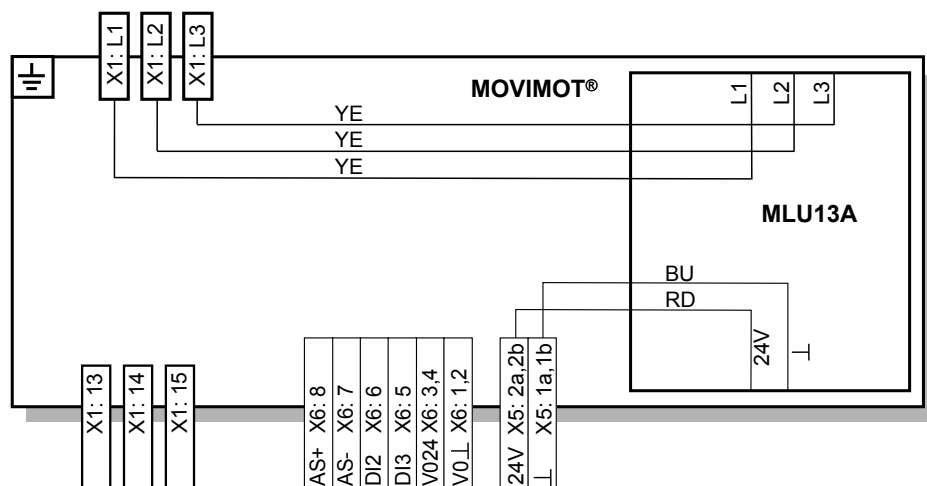 X1: L1
X1: L2
X1: L3
MOVIMOT®
L1
L2
L3
YE
YE
YE
MLU13A
BU
RD
24V
⊥
X1: 13
X1: 14
X1: 15
AS+ X6: 8
AS- X6: 7
DI2 X6: 6
DI3 X6: 5
V024 X6: 3,4
V0⊥ X6: 1,2
24V X5: 2a,2b
⊥ X5: 1a,1b